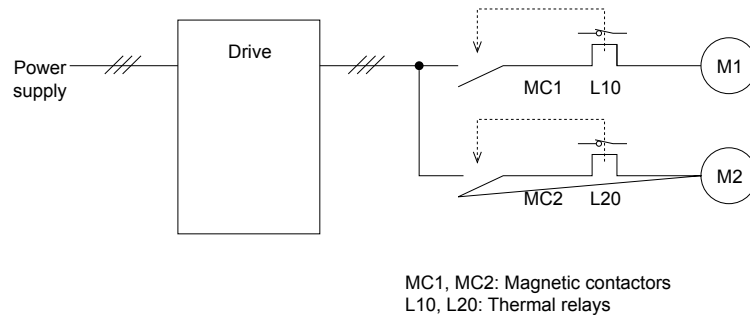 Drive
Power
supply
M1
MC1
L10
M2
MC2
L20
MC1, MC2: Magnetic contactors
L10, L20: Thermal relays